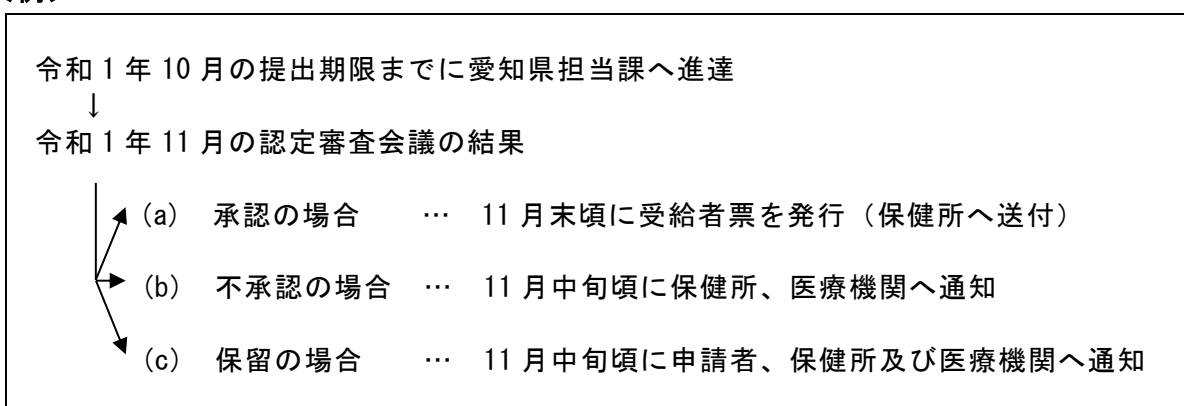 令和1年10月の提出期限までに愛知県担当課へ進達
↓
令和1年11月の認定審査会議の結果
(a) 承認の場合 … 11月末頃に受給者票を発行（保健所へ送付）
(b) 不承認の場合 … 11月中旬頃に保健所、医療機関へ通知
(c) 保留の場合 … 11月中旬頃に申請者、保健所及び医療機関へ通知